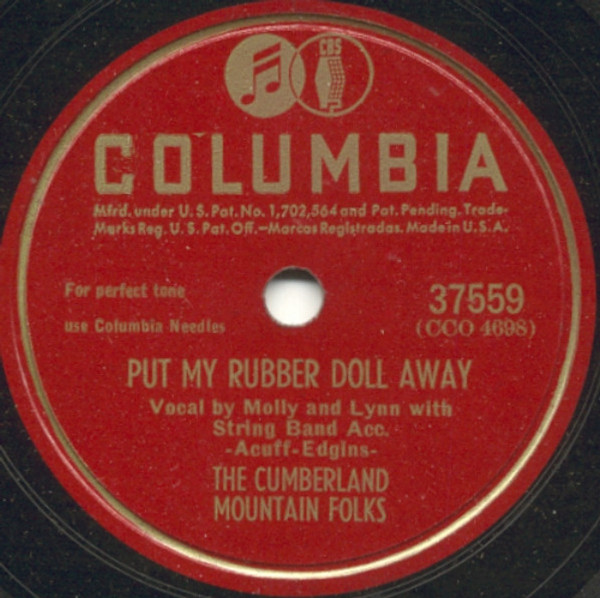 CBS
COLUMBIA
Mfrd. under U.S. Pat. No. 1,702,564 and Pat. Pending. Trade-
Marks Reg. U.S. Pat. Off.—Marcas Registradas. Made in U.S.A.
For perfect tone
37559
use Columbia Needles
(CCO 4698)
PUT MY RUBBER DOLL AWAY
Vocal by Molly and Lynn with
String Band Acc.
-Acuff-Edgins-
THE CUMBERLAND
MOUNTAIN FOLKS